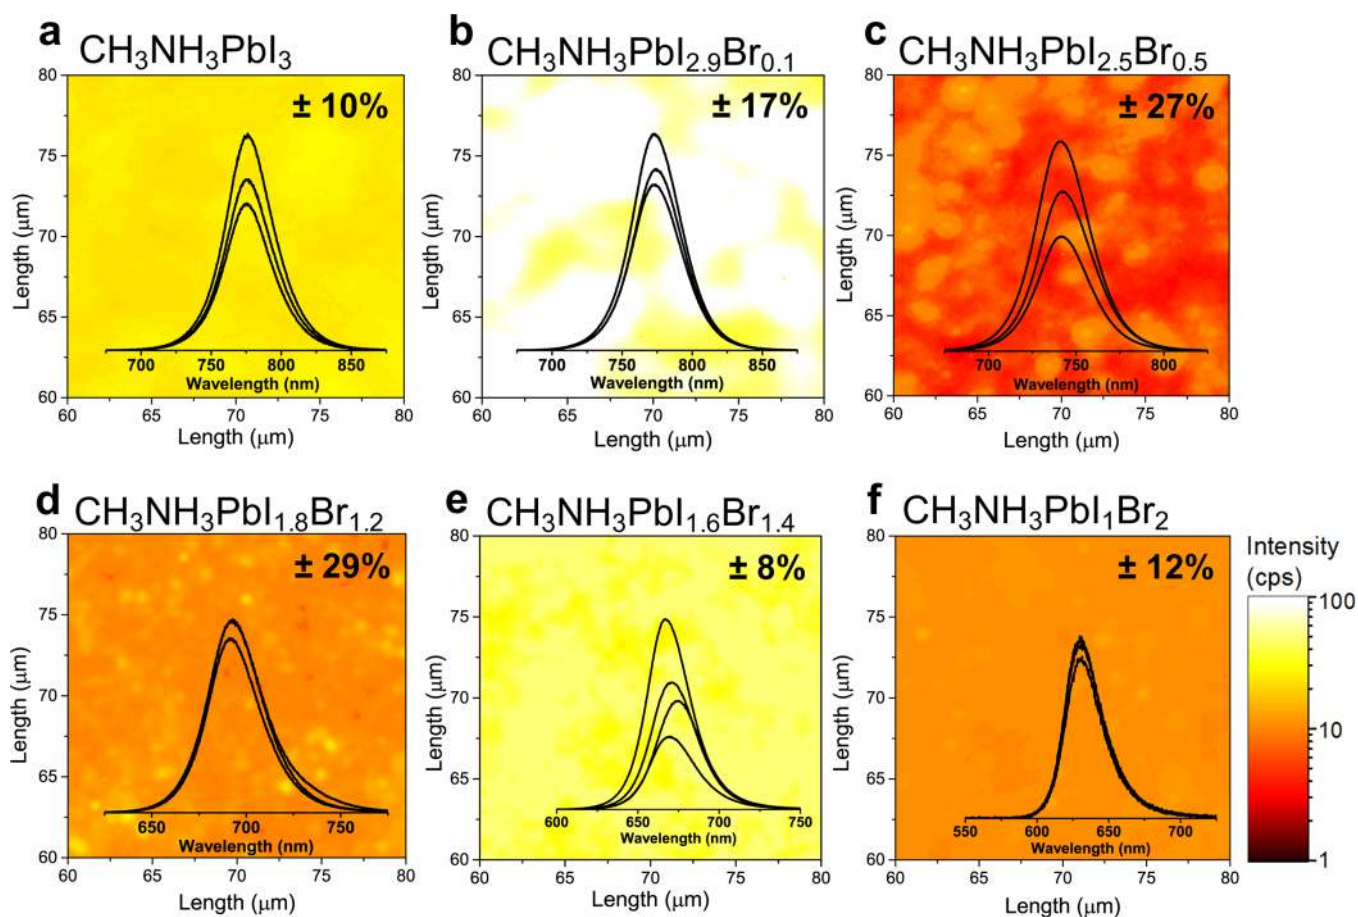 a CH₃NH₃PbI₃
± 10%
80
75
70
65
60
Length (μm)
700 750 800 850
Wavelength (nm)
60 70 80
Length (μm)
b CH₃NH₃PbI₂.₉Br₀.₁
± 17%
80
75
70
65
60
Length (μm)
700 750 800 850
Wavelength (nm)
60 65 70 75 80
Length (μm)
c CH₃NH₃PbI₂.₅Br₀.₅
± 27%
80
75
70
65
60
Length (μm)
700 750 800
Wavelength (nm)
60 65 70 75 80
Length (μm)
d CH₃NH₃PbI₁.₈Br₁.₂
± 29%
80
75
70
65
60
Length (μm)
650 700 750
Wavelength (nm)
60 65 70 75 80
Length (μm)
e CH₃NH₃PbI₁.₆Br₁.₄
± 8%
80
75
70
65
60
Length (μm)
600 650 700 750
Wavelength (nm)
60 65 70 75 80
Length (μm)
f CH₃NH₃PbI₁Br₂
± 12%
80
75
70
65
60
Length (μm)
550 600 650 700
Wavelength (nm)
60 65 70 75 80
Length (μm)
Intensity
(cps)
100
10
1